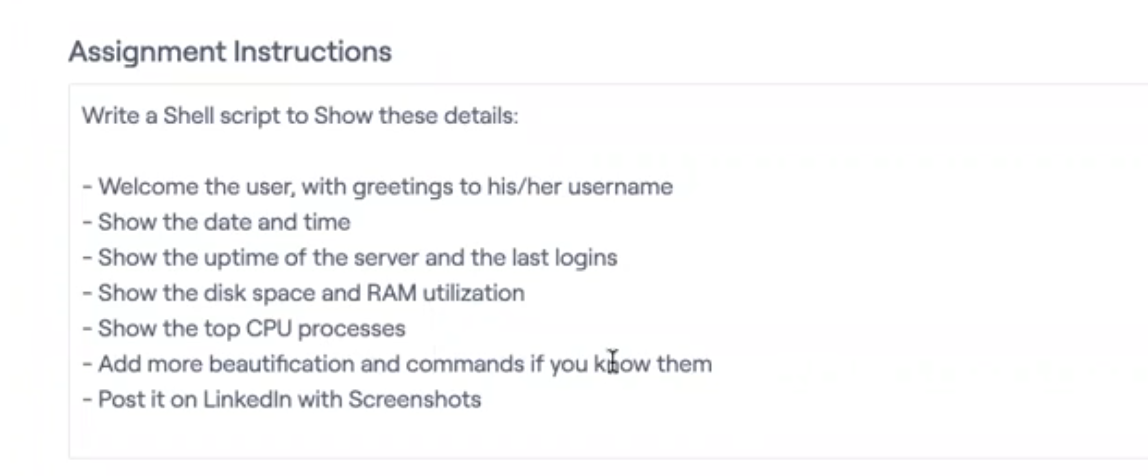 Assignment Instructions
Write a Shell script to Show these details:
- Welcome the user, with greetings to his/her username
- Show the date and time
- Show the uptime of the server and the last logins
- Show the disk space and RAM utilization
- Show the top CPU processes
- Add more beautification and commands if you know them
- Post it on LinkedIn with Screenshots